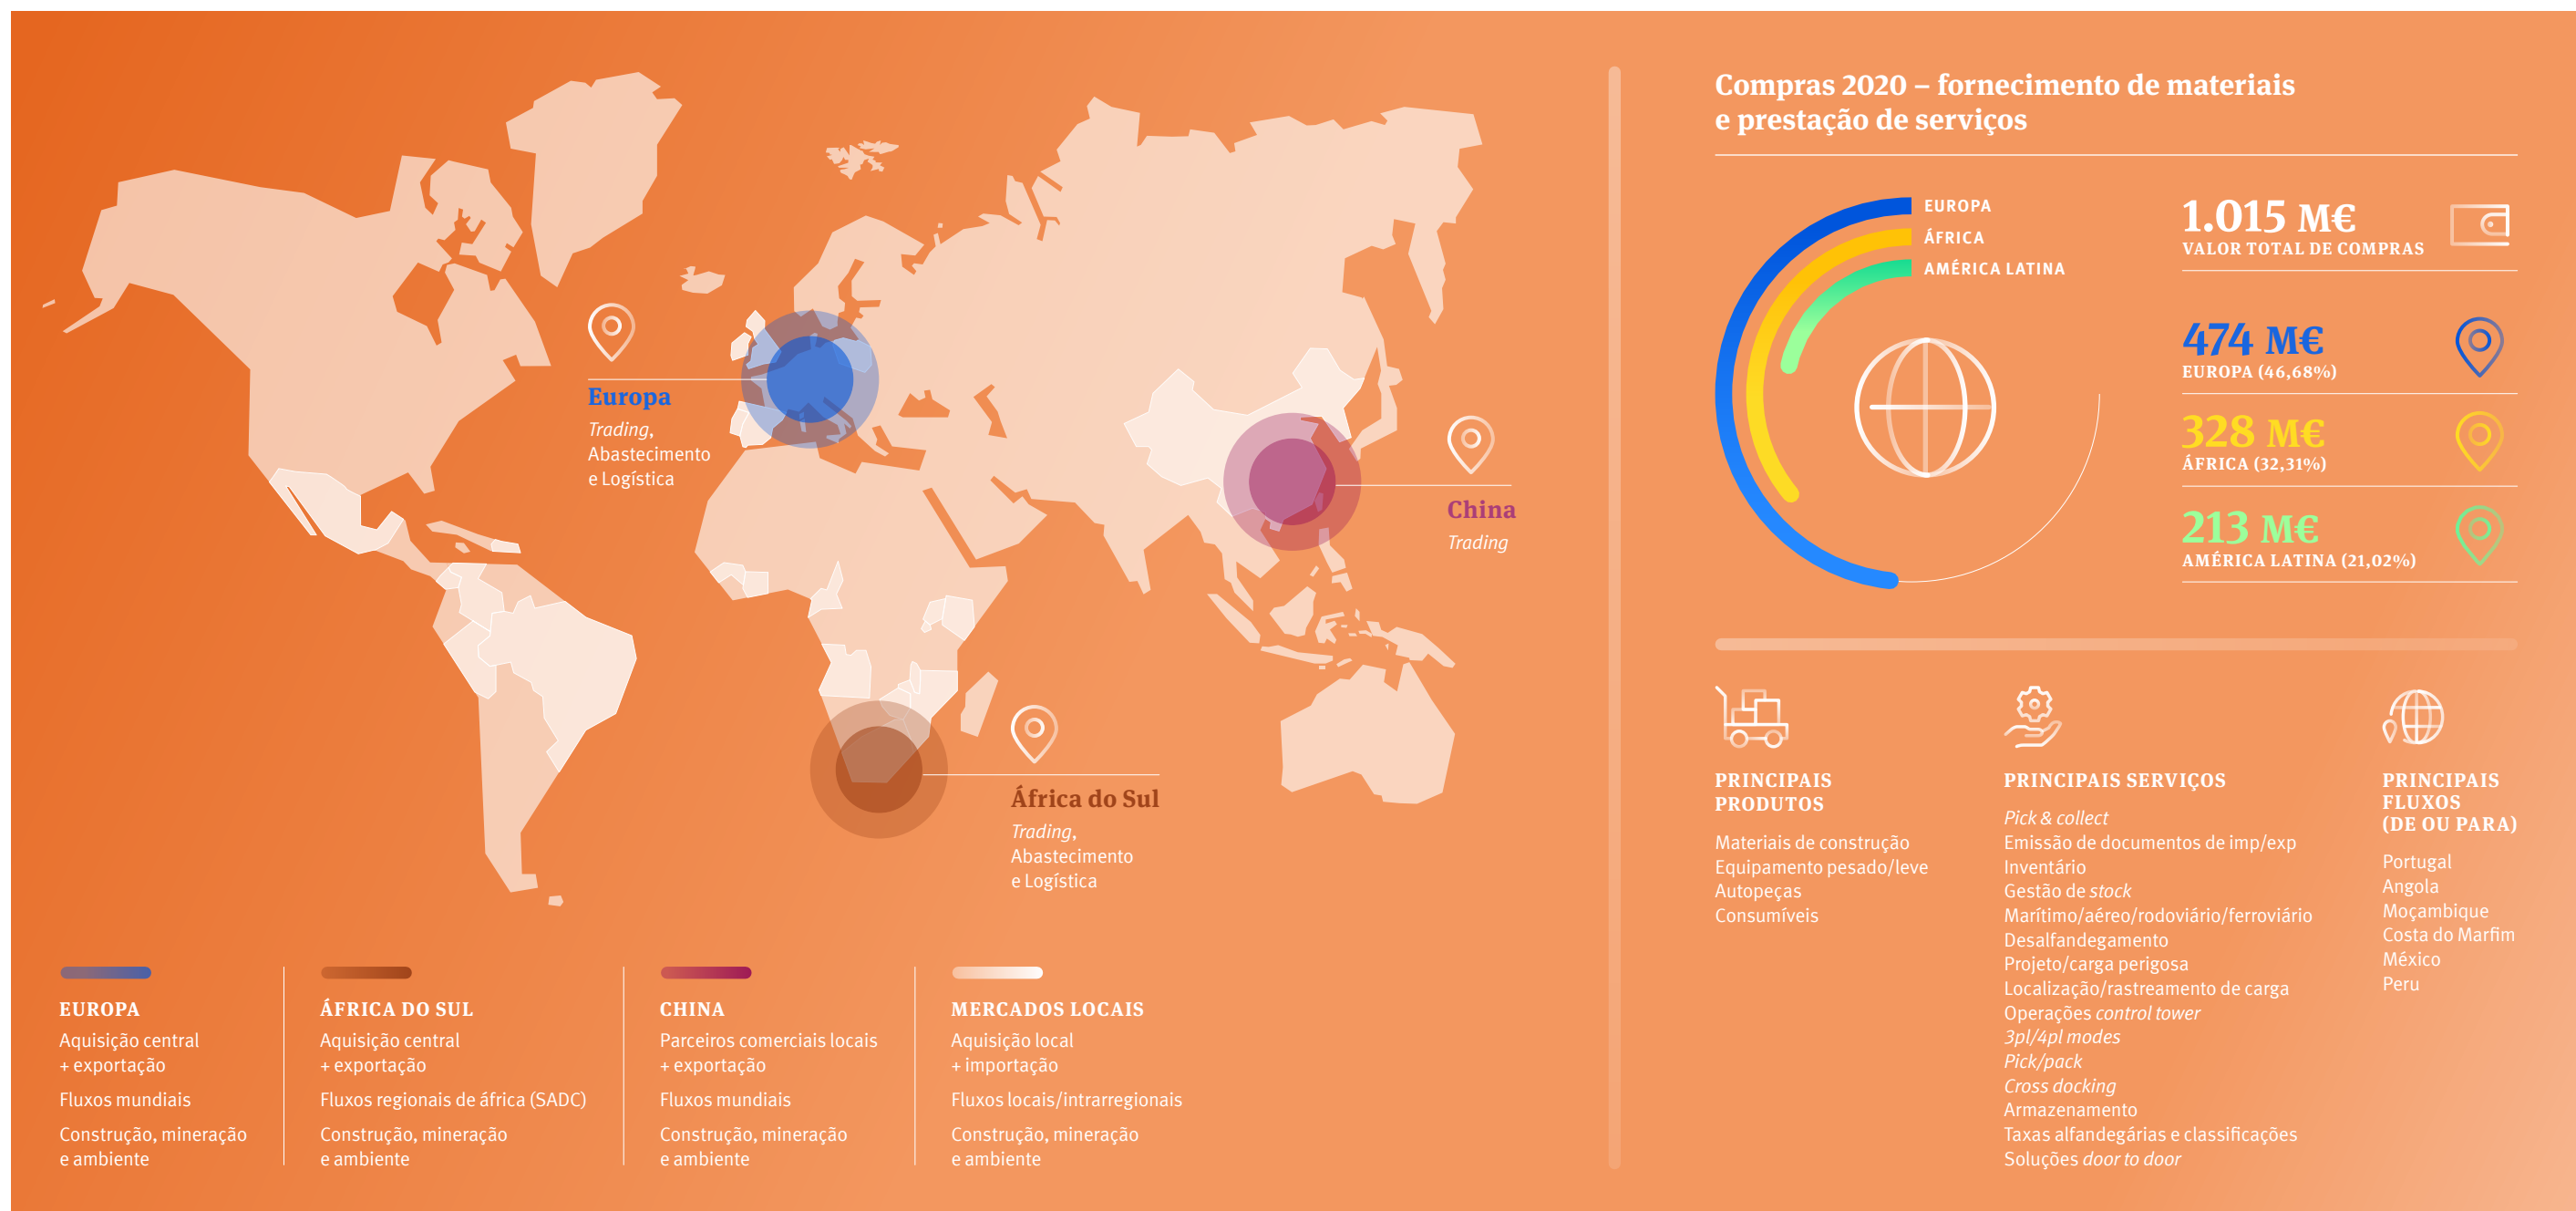 Europa
Trading,
Abastecimento
e Logística
China
Trading
África do Sul
Trading,
Abastecimento
e Logística
EUROPA
Aquisição central
+ exportação
Fluxos mundiais
Construção, mineração
e ambiente
ÁFRICA DO SUL
Aquisição central
+ exportação
Fluxos regionais de áfrica (SADC)
Construção, mineração
e ambiente
CHINA
Parceiros comerciais locais
+ exportação
Fluxos mundiais
Construção, mineração
e ambiente
MERCADOS LOCAIS
Aquisição local
+ importação
Fluxos locais/intrarregionais
Construção, mineração
e ambiente
Compras 2020 – fornecimento de materiais
e prestação de serviços
EUROPA
ÁFRICA
AMÉRICA LATINA
1.015 M€
VALOR TOTAL DE COMPRAS
474 M€
EUROPA (46,68%)
328 M€
ÁFRICA (32,31%)
213 M€
AMÉRICA LATINA (21,02%)
PRINCIPAIS
PRODUTOS
Materiais de construção
Equipamento pesado/leve
Autopeças
Consumíveis
PRINCIPAIS SERVIÇOS
Pick & collect
Emissão de documentos de imp/exp
Inventário
Gestão de stock
Marítimo/aéreo/rodoviário/ferroviário
Desalfandegamento
Projeto/carga perigosa
Localização/rastreamento de carga
Operações control tower
3pl/4pl modes
Pick/pack
Cross docking
Armazenamento
Taxas alfandegárias e classificações
Soluções door to door
PRINCIPAIS
FLUXOS
(DE OU PARA)
Portugal
Angola
Moçambique
Costa do Marfim
México
Peru